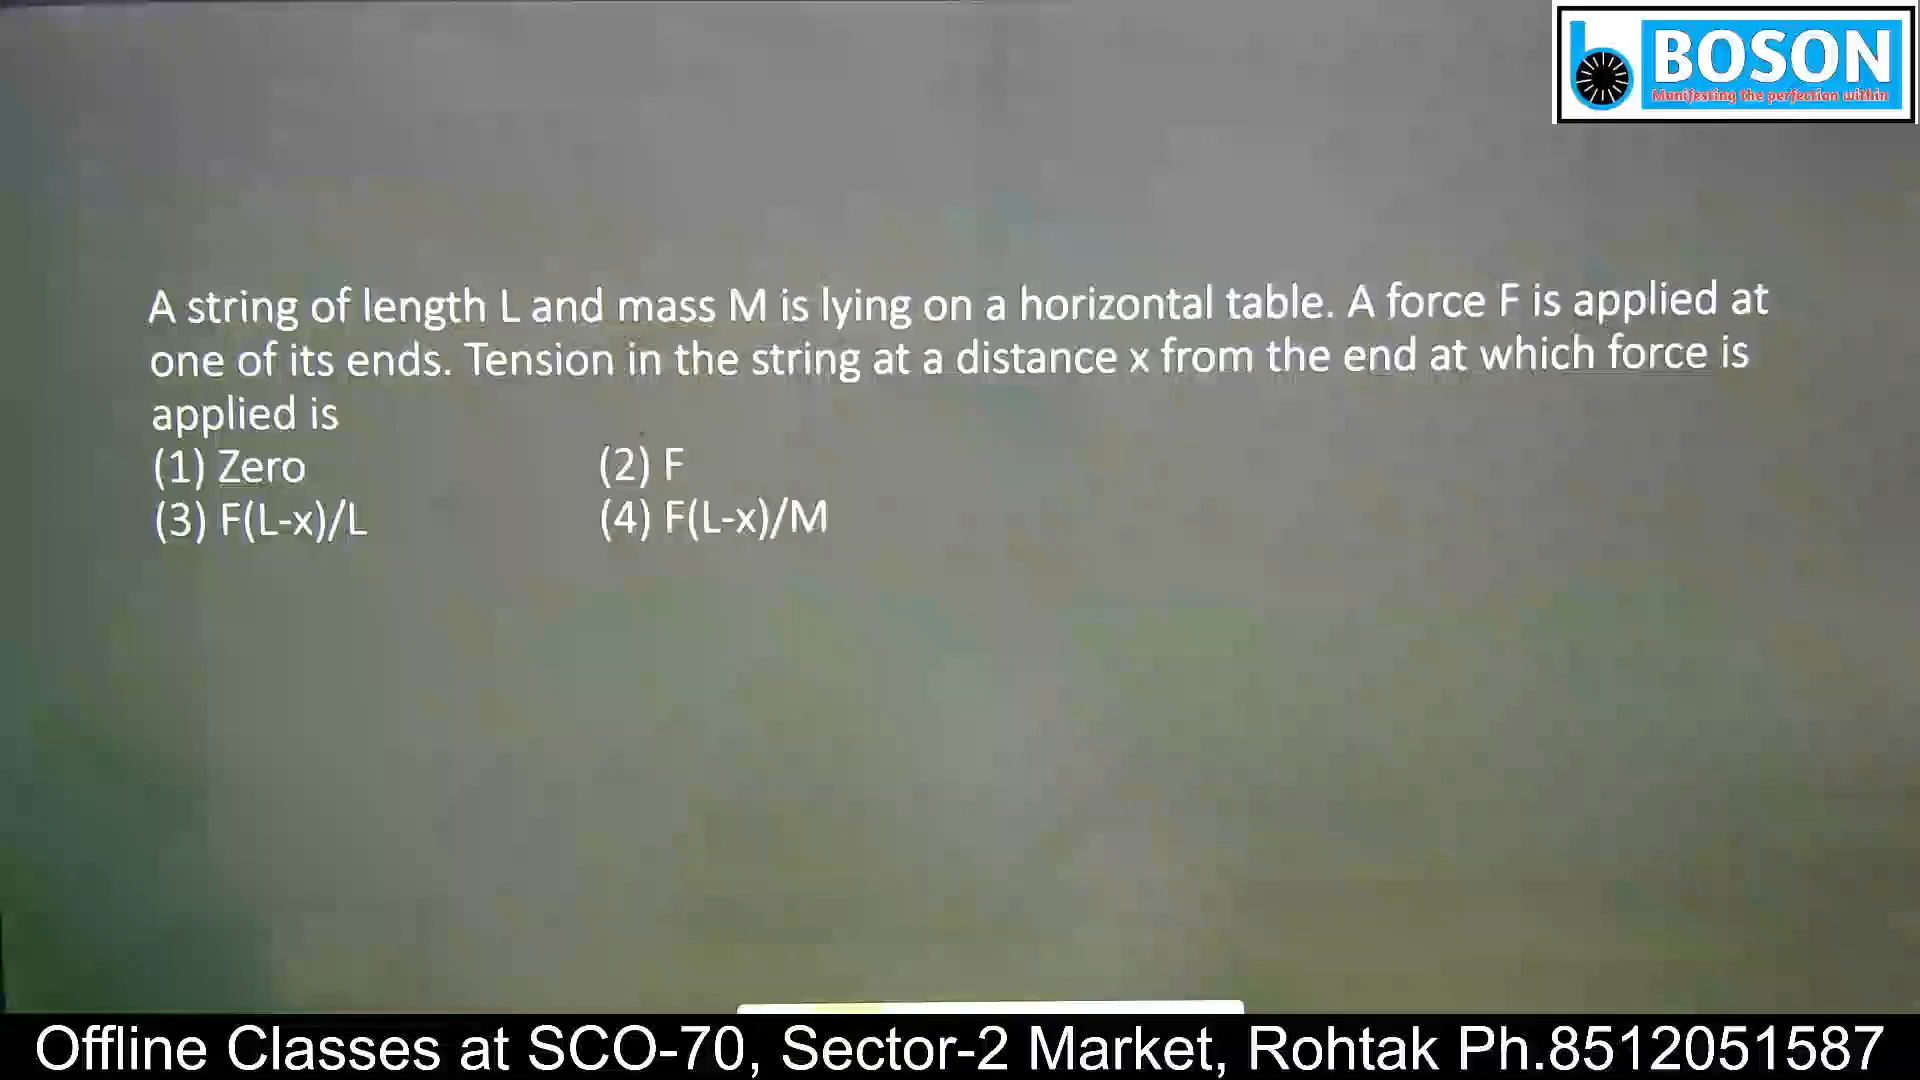 BOSON
Manifesting the perfection within
A string of length L and mass M is lying on a horizontal table. A force F is applied at
one of its ends. Tension in the string at a distance x from the end at which force is
applied is
(1) Zero (2) F
(3) F(L-x)/L (4) F(L-x)/M
Offline Classes at SCO-70, Sector-2 Market, Rohtak Ph.8512051587